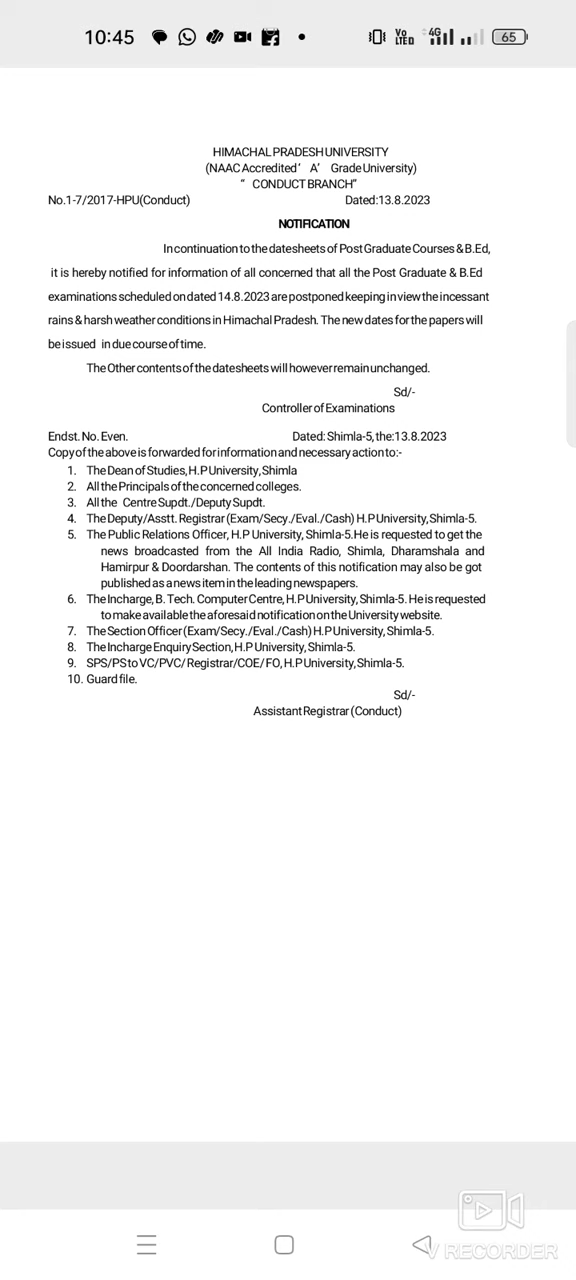 10:45
Vo LTE 4G 65
HIMACHAL PRADESH UNIVERSITY
(NAAC Accredited ' A' Grade University)
" CONDUCT BRANCH"
No.1-7/2017-HPU(Conduct) Dated:13.8.2023
NOTIFICATION
In continuation to the datesheets of Post Graduate Courses & B.Ed,
it is hereby notified for information of all concerned that all the Post Graduate & B.Ed
examinations scheduled on dated 14.8.2023 are postponed keeping in view the incessant
rains & harsh weather conditions in Himachal Pradesh. The new dates for the papers will
be issued in due course of time.
The Other contents of the datesheets will however remain unchanged.
Sd/-
Controller of Examinations
Endst. No. Even. Dated: Shimla-5, the:13.8.2023
Copy of the above is forwarded for information and necessary action to:-
1. The Dean of Studies, H.P University, Shimla
2. All the Principals of the concerned colleges.
3. All the Centre Supdt./Deputy Supdt.
4. The Deputy/Asstt. Registrar (Exam/Secy./Eval./Cash) H.P University, Shimla-5.
5. The Public Relations Officer, H.P University, Shimla-5.He is requested to get the
news broadcasted from the All India Radio, Shimla, Dharamshala and
Hamirpur & Doordarshan. The contents of this notification may also be got
published as a news item in the leading newspapers.
6. The Incharge, B. Tech. Computer Centre, H.P University, Shimla-5. He is requested
to make available the aforesaid notification on the University website.
7. The Section Officer (Exam/Secy./Eval./Cash) H.P University, Shimla-5.
8. The Incharge Enquiry Section, H.P University, Shimla-5.
9. SPS/PS to VC/PVC/ Registrar/COE/ FO, H.P University, Shimla-5.
10. Guard file.
Sd/-
Assistant Registrar (Conduct)
V RECORDER